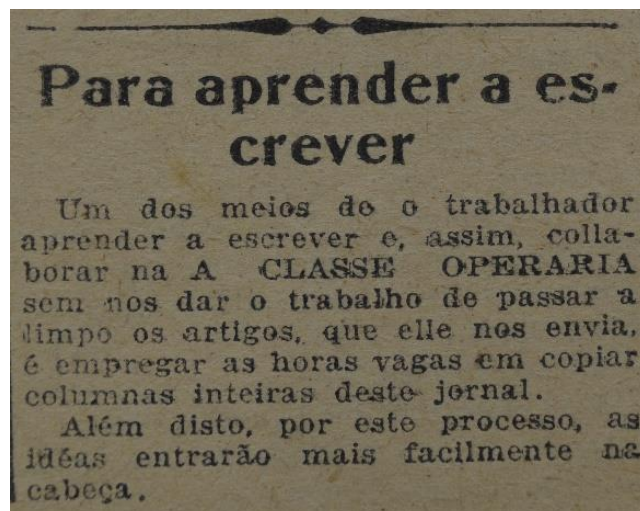 Para aprender a es-
crever
Um dos meios de o trabalhador
aprender a escrever e, assim, colla-
borar na A CLASSE OPERARIA
sem nos dar o trabalho de passar a
limpo os artigos, que elle nos envia,
é empregar as horas vagas em copiar
columnas inteiras deste jornal.
Além disto, por este processo, as
idéas entrarão mais facilmente na
cabeça.